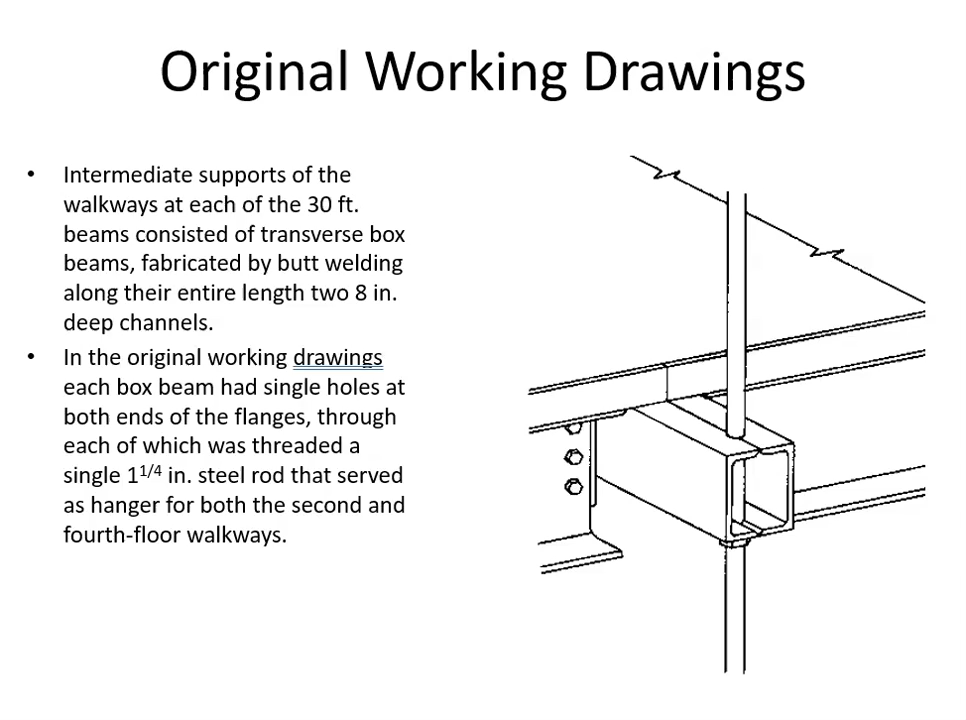 Original Working Drawings
• Intermediate supports of the
walkways at each of the 30 ft.
beams consisted of transverse box
beams, fabricated by butt welding
along their entire length two 8 in.
deep channels.
• In the original working drawings
each box beam had single holes at
both ends of the flanges, through
each of which was threaded a
single 1¹/⁴ in. steel rod that served
as hanger for both the second and
fourth-floor walkways.